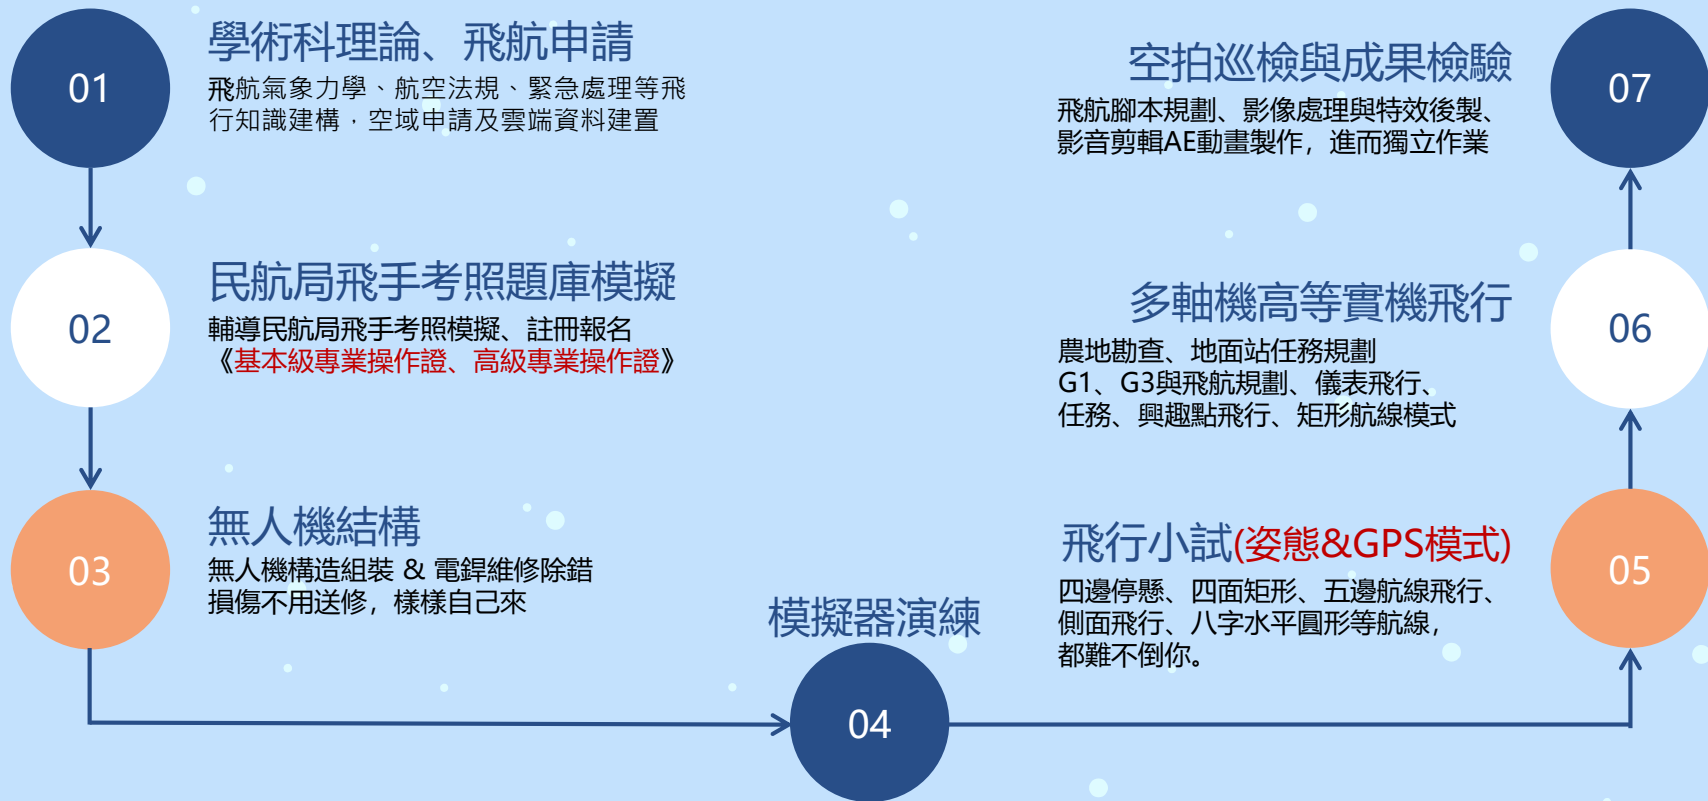 01
學術科理論、飛航申請
飛航氣象力學、航空法規、緊急處理等飛
行知識建構，空域申請及雲端資料建置
02
民航局飛手考照題庫模擬
輔導民航局飛手考照模擬、註冊報名
《基本級專業操作證、高級專業操作證》
03
無人機結構
無人機構造組裝 & 電銲維修除錯
損傷不用送修，樣樣自己來
模擬器演練
04
飛行小試(姿態&GPS模式)
四邊停懸、四面矩形、五邊航線飛行、
側面飛行、八字水平圓形等航線，
都難不倒你。
05
多軸機高等實機飛行
農地勘查、地面站任務規劃
G1、G3與飛航規劃、儀表飛行、
任務、興趣點飛行、矩形航線模式
06
空拍巡檢與成果檢驗
飛航腳本規劃、影像處理與特效後製、
影音剪輯AE動畫製作，進而獨立作業
07